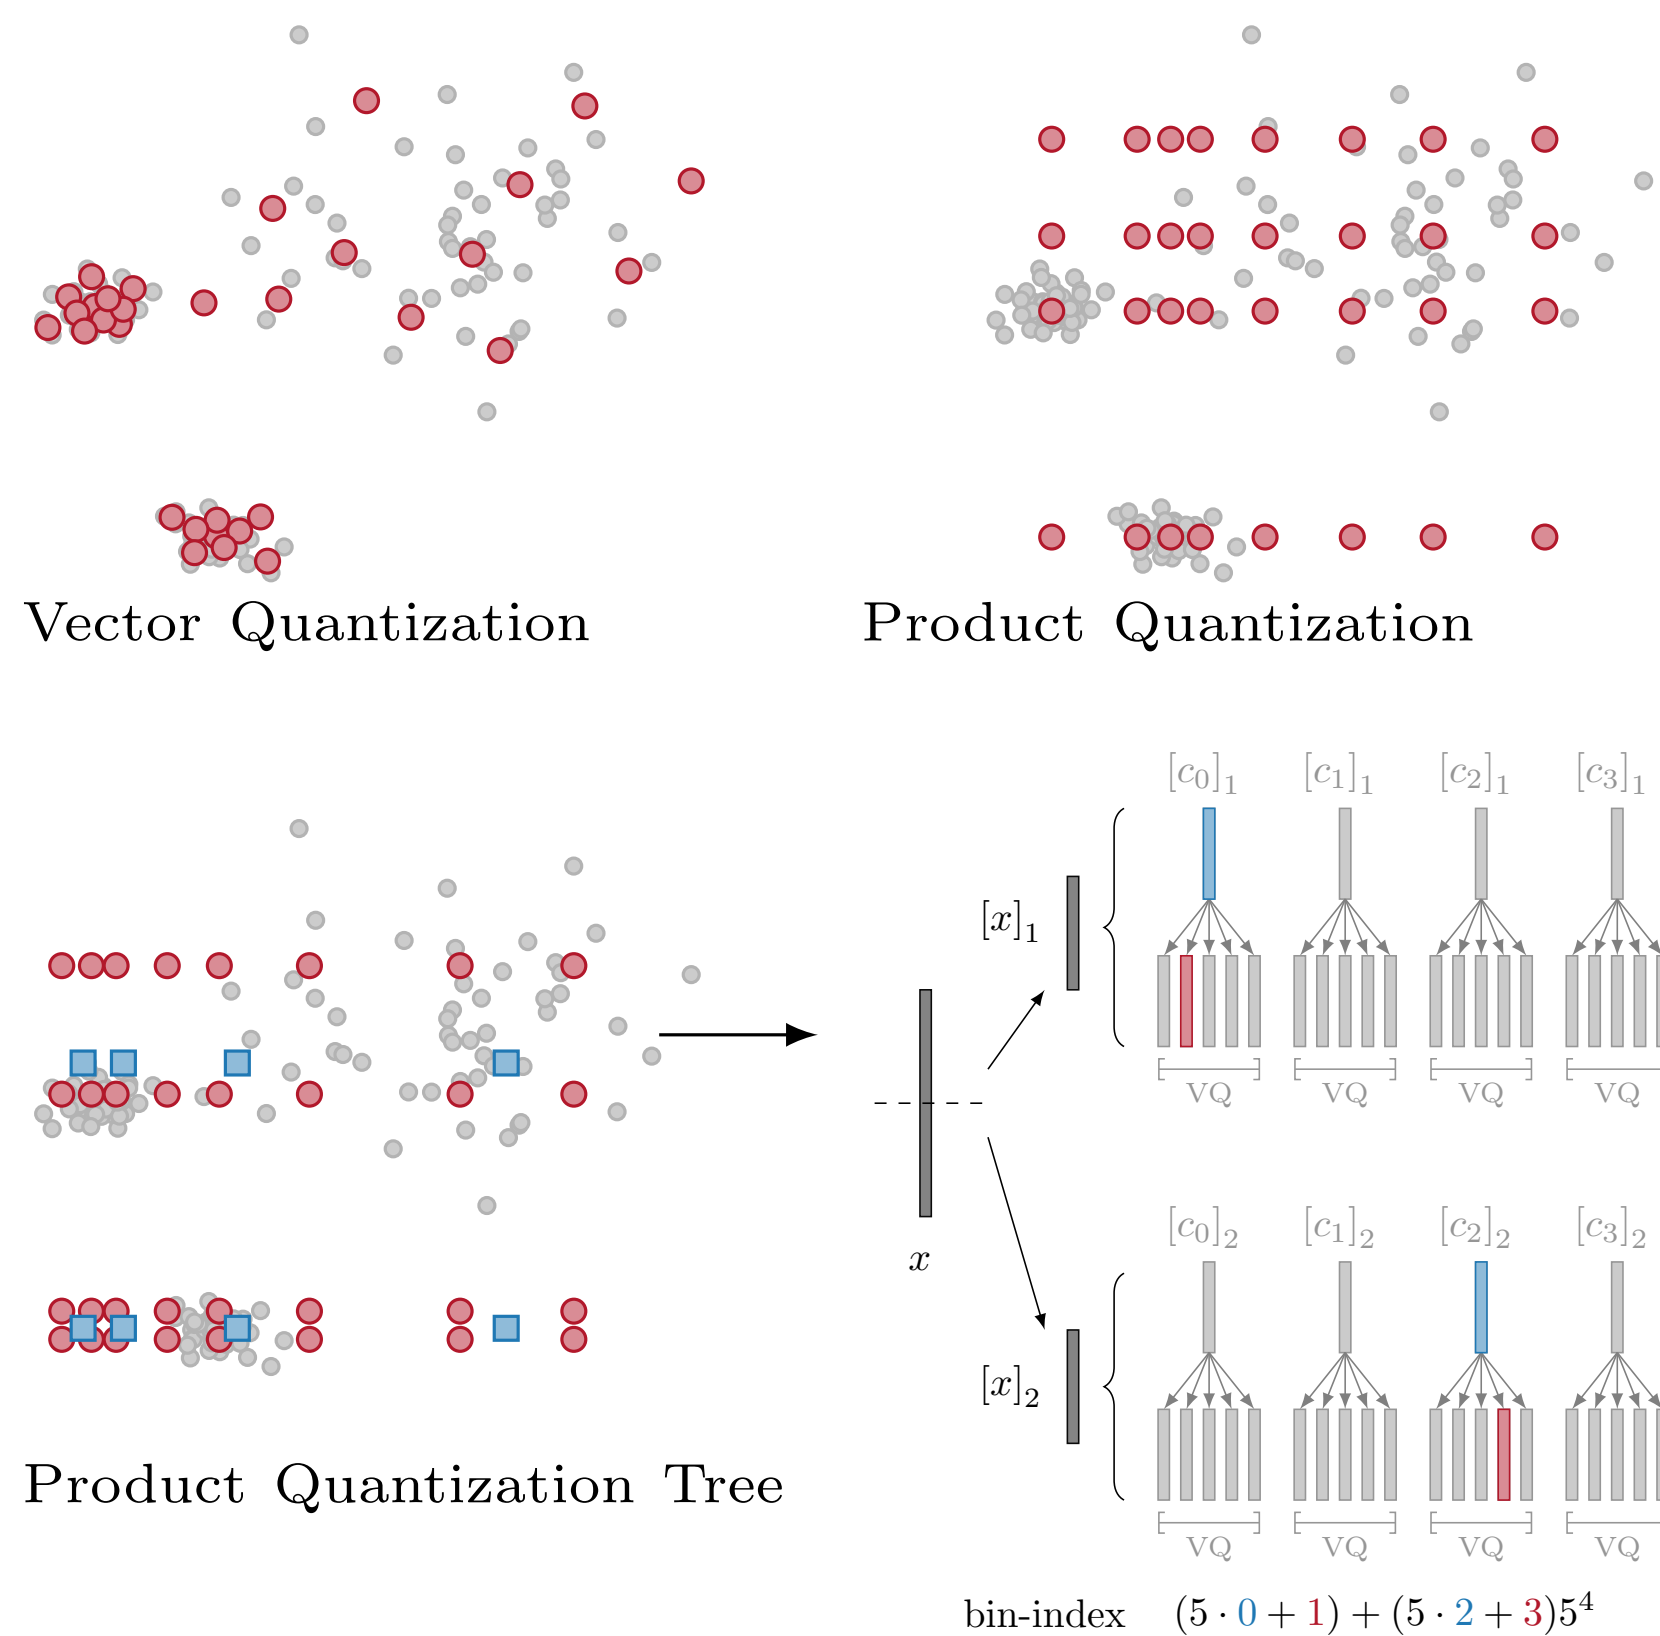 Vector Quantization
Product Quantization
[c₀]₁ [c₁]₁ [c₂]₁ [c₃]₁
[x]₁
VQ VQ VQ VQ
x
[c₀]₂ [c₁]₂ [c₂]₂ [c₃]₂
[x]₂
VQ VQ VQ VQ
Product Quantization Tree
bin-index (5 · 0 + 1) + (5 · 2 + 3)5⁴